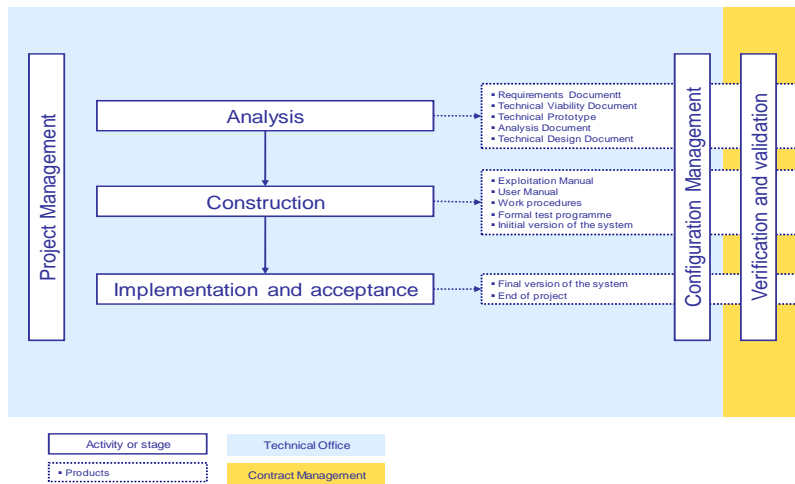 Project Management
Analysis
▪ Requirements Documentt
▪ Technical Viability Document
▪ Technical Prototype
▪ Analysis Document
▪ Technical Design Document
Construction
▪ Exploitation Manual
▪ User Manual
▪ Work procedures
▪ Formal test programme
▪ Iniitial version of the system
Implementation and acceptance
▪ Final version of the system
▪ End of project
Configuration Management
Verification and validation
Activity or stage
Technical Office
▪ Products
Contract Management